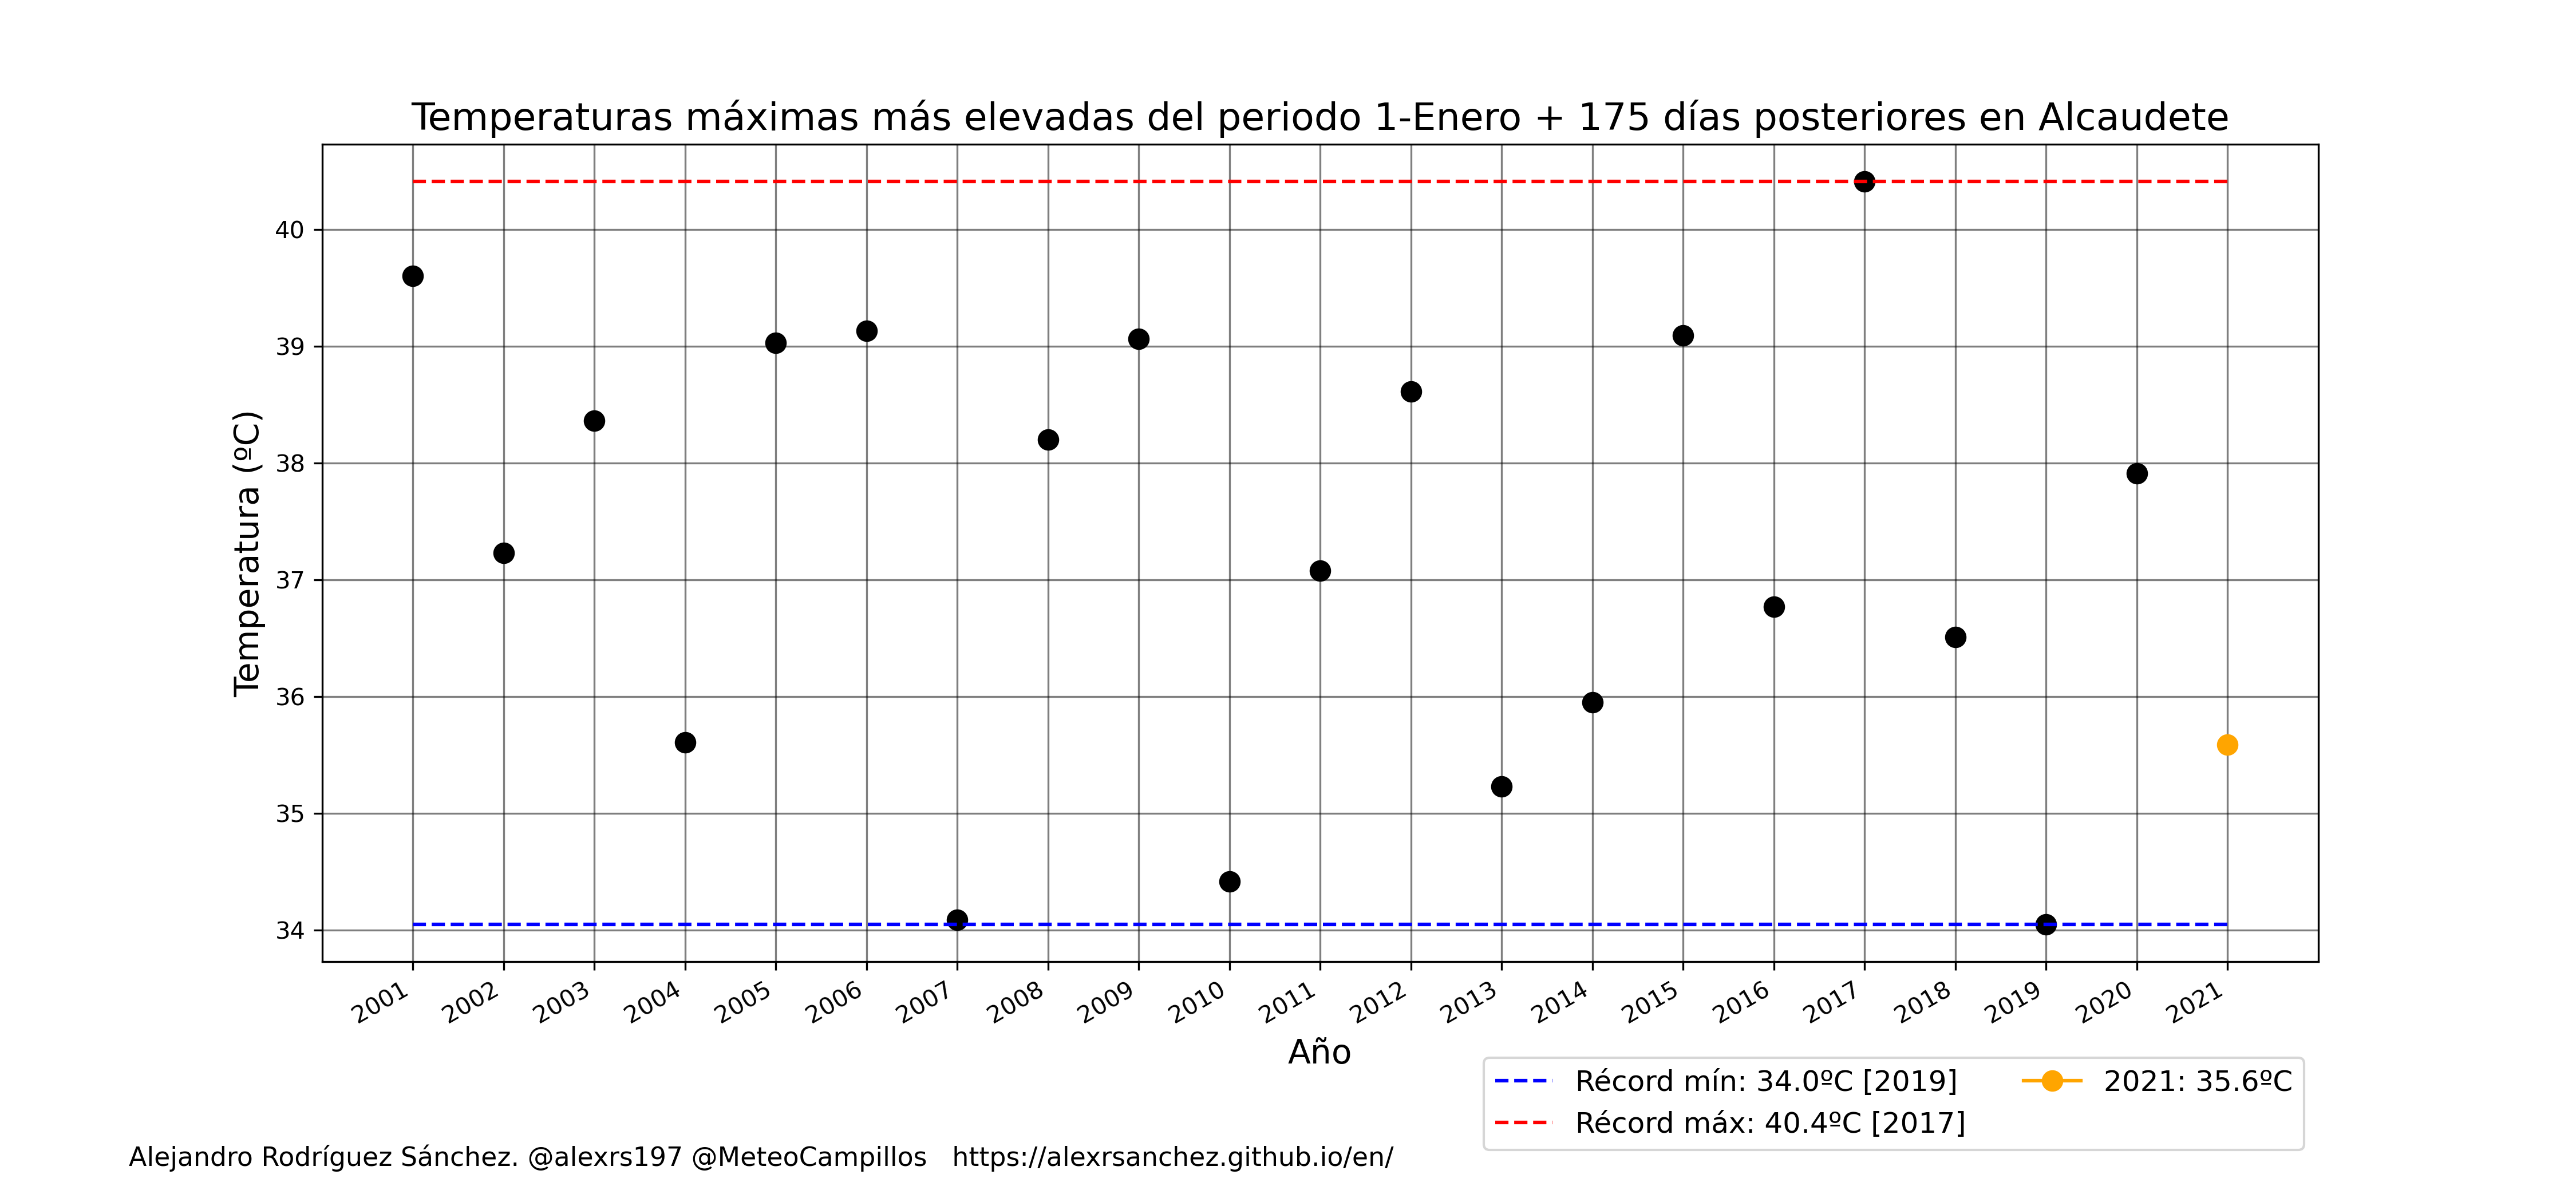 Temperaturas máximas más elevadas del periodo 1-Enero + 175 días posteriores en Alcaudete
Temperatura (ºC)
40
39
38
37
36
35
34
2001 2002 2003 2004 2005 2006 2007 2008 2009 2010 2011 2012 2013 2014 2015 2016 2017 2018 2019 2020 2021
Año
Récord mín: 34.0ºC [2019]
Récord máx: 40.4ºC [2017]
2021: 35.6ºC
Alejandro Rodríguez Sánchez. @alexrs197 @MeteoCampillos https://alexrsanchez.github.io/en/